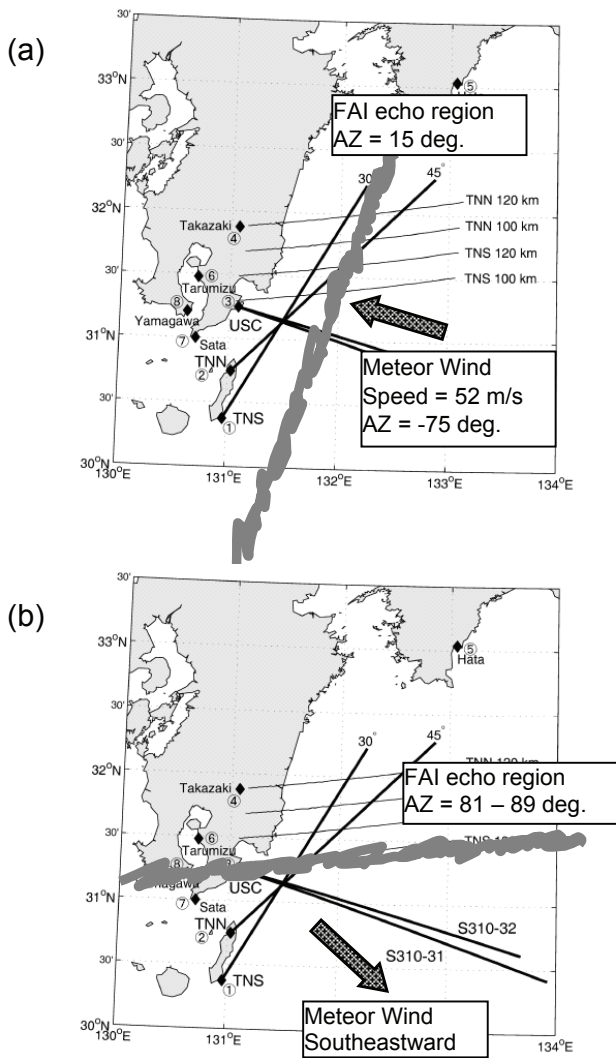 (a)
33°N
30'
32°N
30'
31°N
30'
30°N
130°E
131°E
132°E
133°E
134°E
⑤
FAI echo region
AZ = 15 deg.
30
45°
TNN 120 km
TNN 100 km
TNS 120 km
TNS 100 km
Takazaki
④
⑥
Tarumizu
⑧
③
Yamagawa
USC
⑦
Sata
TNN
②
①
TNS
Meteor Wind
Speed = 52 m/s
AZ = -75 deg.
(b)
30'
33°N
30'
32°N
30'
31°N
30'
30°N
130°E
131°E
132°E
133°E
134°E
⑤
Hata
30°
45°
FAI echo region
AZ = 81 – 89 deg.
Takazaki
④
⑥
Tarumizu
⑧
USC
⑦
Sata
TNN
②
①
TNS
S310-32
S310-31
Meteor Wind
Southeastward